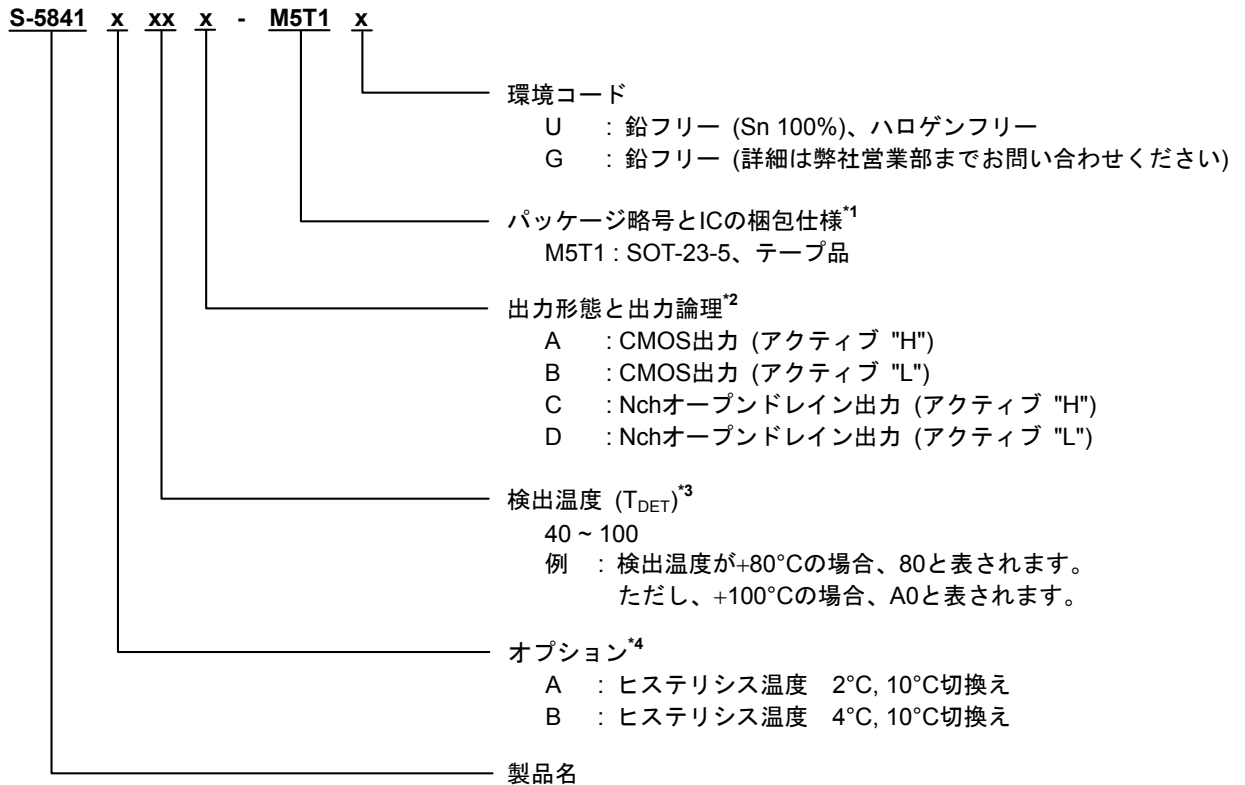 S-5841 x xx x - M5T1 x
環境コード
U : 鉛フリー (Sn 100%)、ハロゲンフリー
G : 鉛フリー (詳細は弊社営業部までお問い合わせください)
パッケージ略号とICの梱包仕様*1
M5T1 : SOT-23-5、テープ品
出力形態と出力論理*2
A : CMOS出力 (アクティブ "H")
B : CMOS出力 (アクティブ "L")
C : Nchオープンドレイン出力 (アクティブ "H")
D : Nchオープンドレイン出力 (アクティブ "L")
検出温度 (TDET)*3
40 ~ 100
例 : 検出温度が+80°Cの場合、80と表されます。
ただし、+100°Cの場合、A0と表されます。
オプション*4
A : ヒステリシス温度 2°C, 10°C切換え
B : ヒステリシス温度 4°C, 10°C切換え
製品名